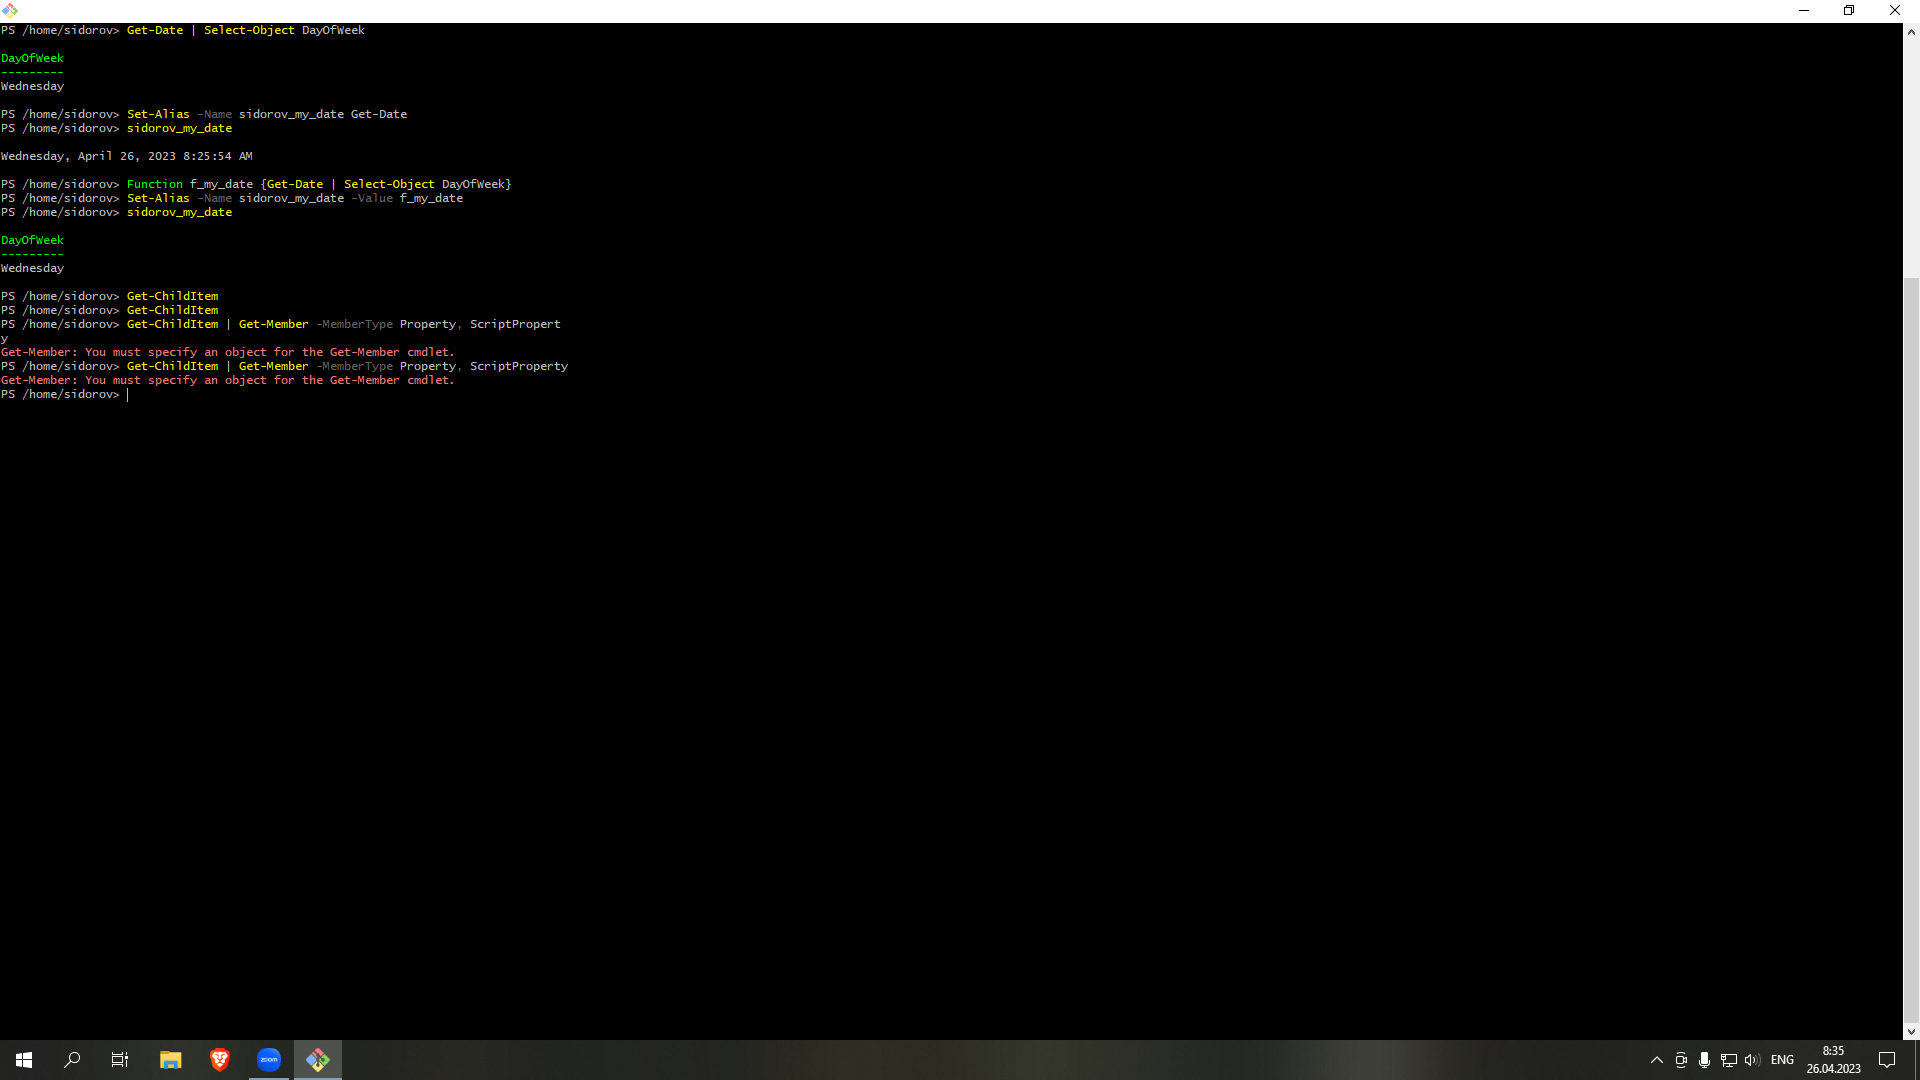 PS /home/sidorov> Get-Date | Select-Object DayOfWeek
DayOfWeek
---------
Wednesday
PS /home/sidorov> Set-Alias -Name sidorov_my_date Get-Date
PS /home/sidorov> sidorov_my_date
Wednesday, April 26, 2023 8:25:54 AM
PS /home/sidorov> Function f_my_date {Get-Date | Select-Object DayOfWeek}
PS /home/sidorov> Set-Alias -Name sidorov_my_date -Value f_my_date
PS /home/sidorov> sidorov_my_date
DayOfWeek
---------
Wednesday
PS /home/sidorov> Get-ChildItem
PS /home/sidorov> Get-ChildItem
PS /home/sidorov> Get-ChildItem | Get-Member -MemberType Property, ScriptPropert
y
Get-Member: You must specify an object for the Get-Member cmdlet.
PS /home/sidorov> Get-ChildItem | Get-Member -MemberType Property, ScriptProperty
Get-Member: You must specify an object for the Get-Member cmdlet.
PS /home/sidorov>
zoom
ENG
8:35
26.04.2023